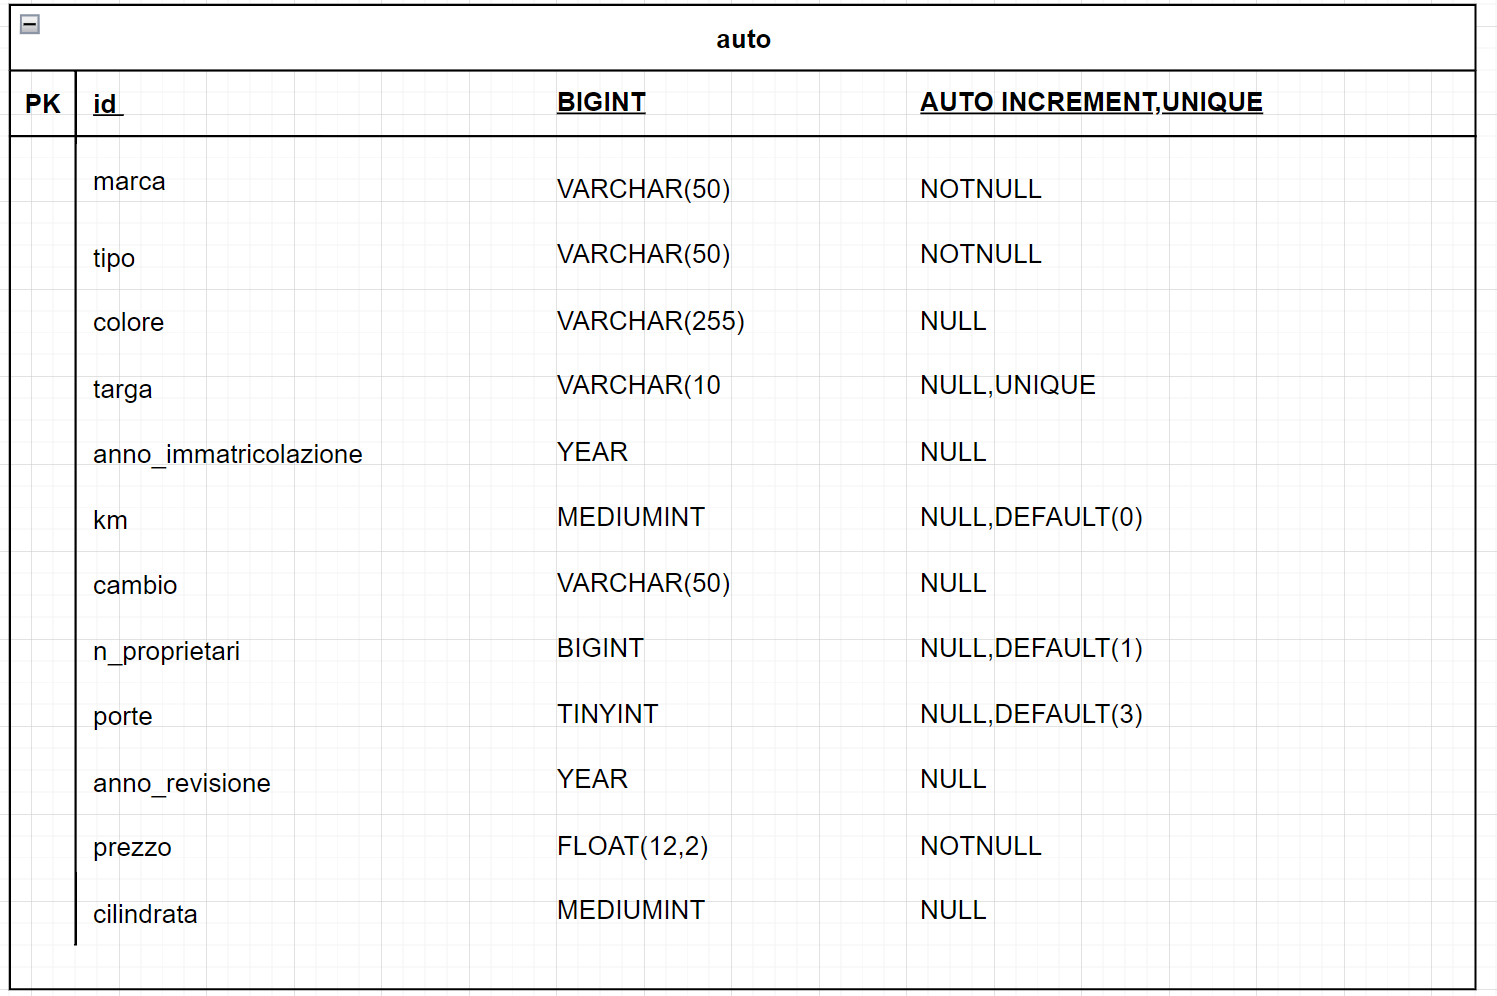 auto
PK id BIGINT AUTO INCREMENT,UNIQUE
marca VARCHAR(50) NOTNULL
tipo VARCHAR(50) NOTNULL
colore VARCHAR(255) NULL
targa VARCHAR(10 NULL,UNIQUE
anno_immatricolazione YEAR NULL
km MEDIUMINT NULL,DEFAULT(0)
cambio VARCHAR(50) NULL
n_proprietari BIGINT NULL,DEFAULT(1)
porte TINYINT NULL,DEFAULT(3)
anno_revisione YEAR NULL
prezzo FLOAT(12,2) NOTNULL
cilindrata MEDIUMINT NULL